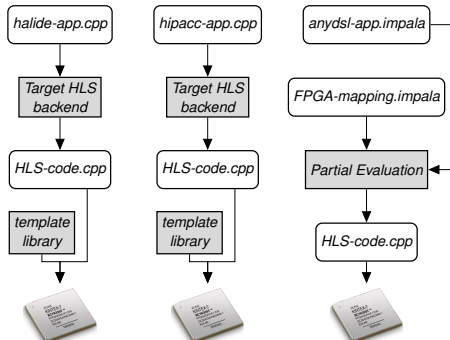 halide-app.cpp
Target HLS
backend
HLS-code.cpp
template
library
hipacc-app.cpp
Target HLS
backend
HLS-code.cpp
template
library
anydsl-app.impala
FPGA-mapping.impala
Partial Evaluation
HLS-code.cpp